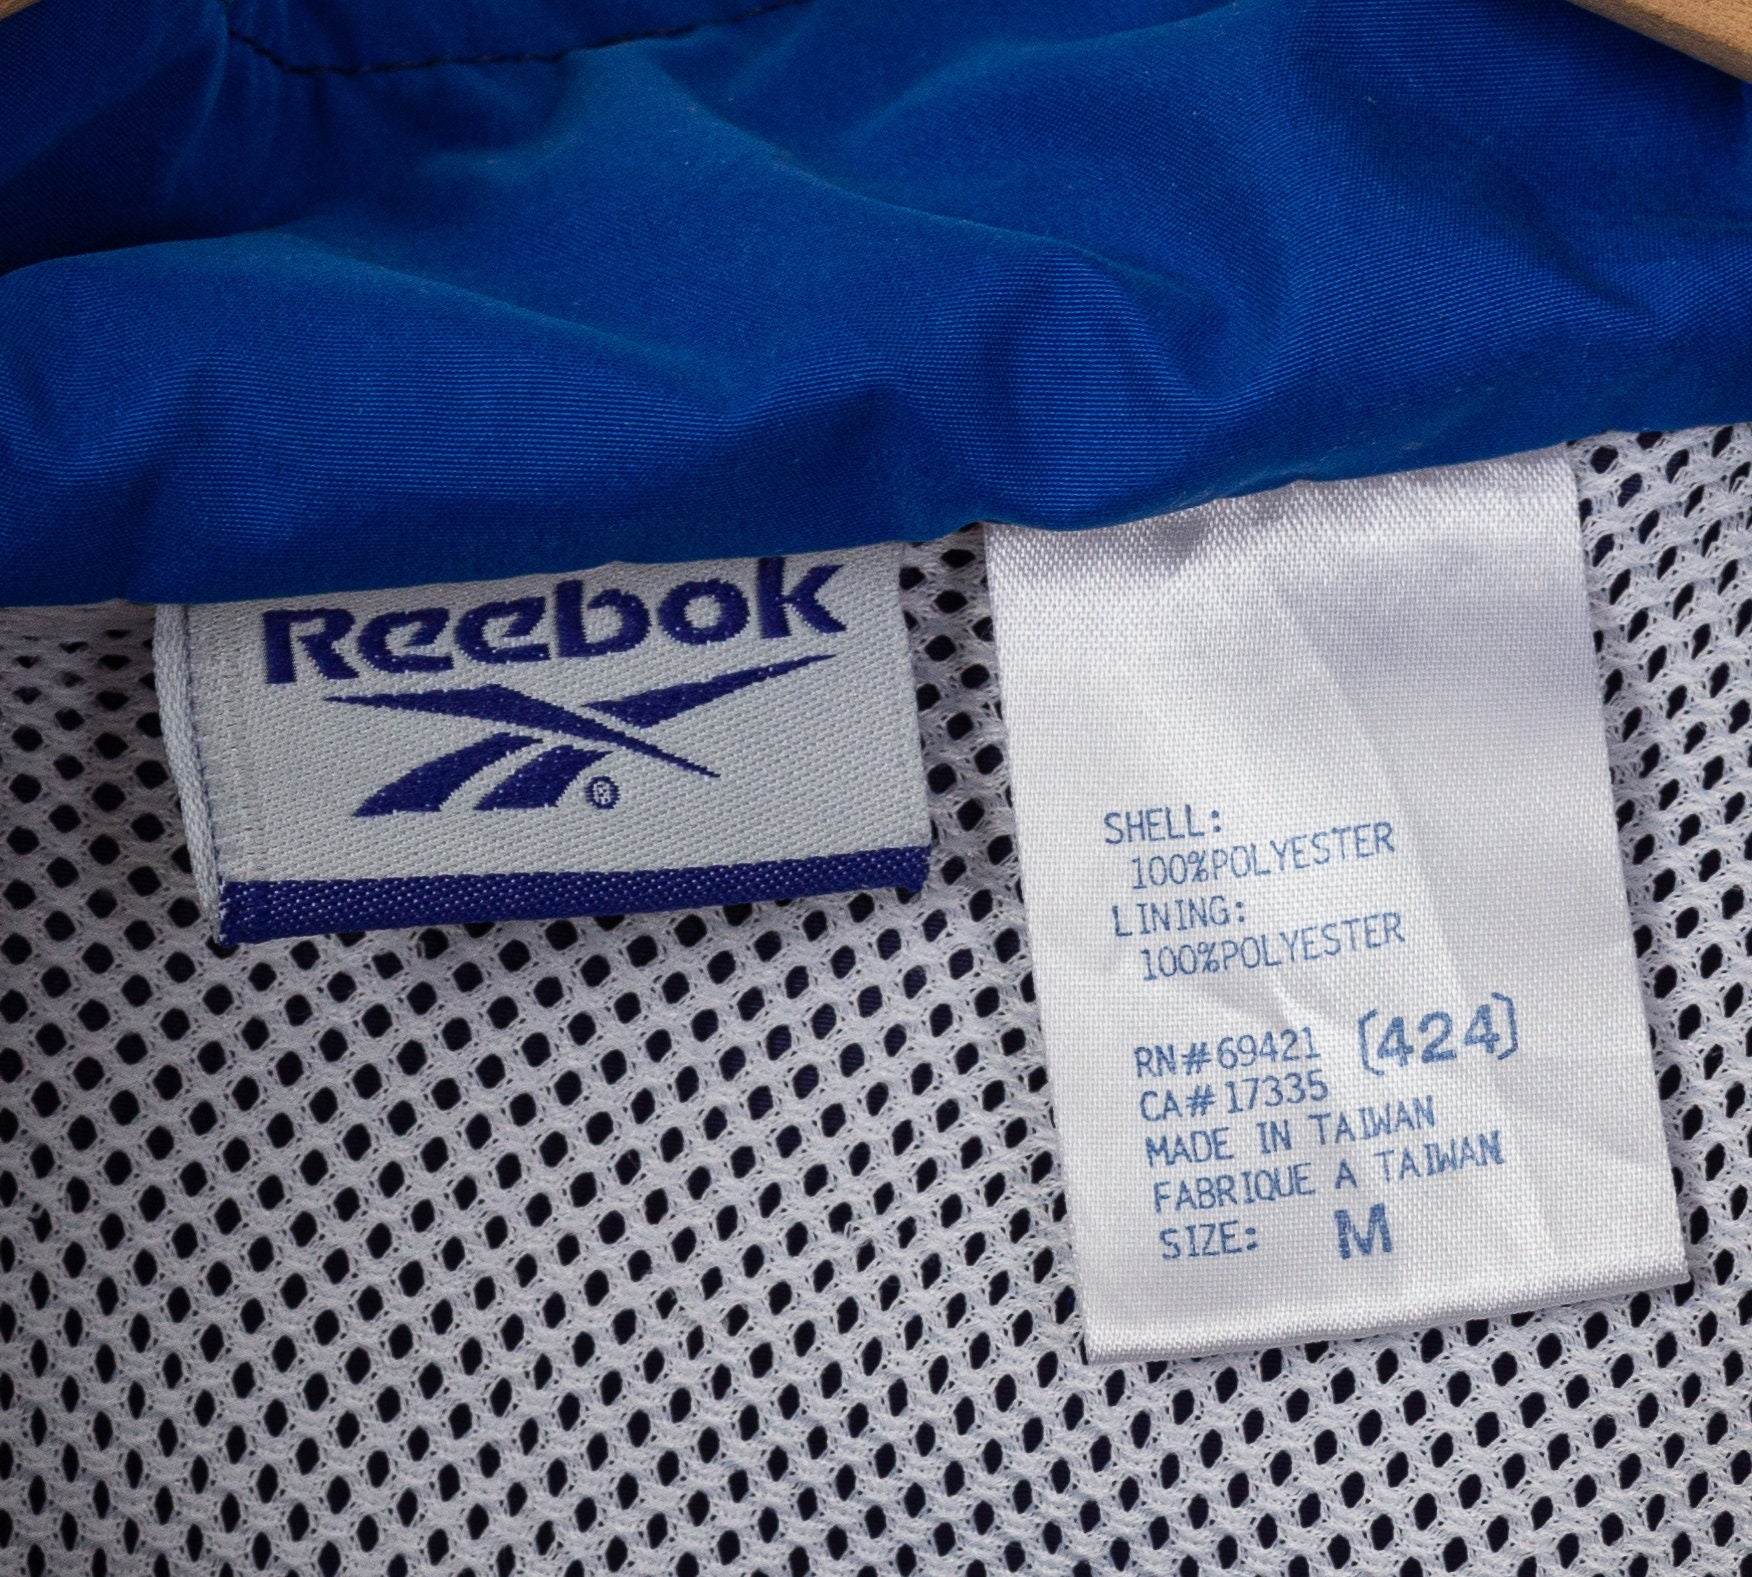 Reebok
®
SHELL:
100%POLYESTER
LINING:
100%POLYESTER
RN#69421 [424]
CA#17335
MADE IN TAIWAN
FABRIQUE A TAIWAN
SIZE: M